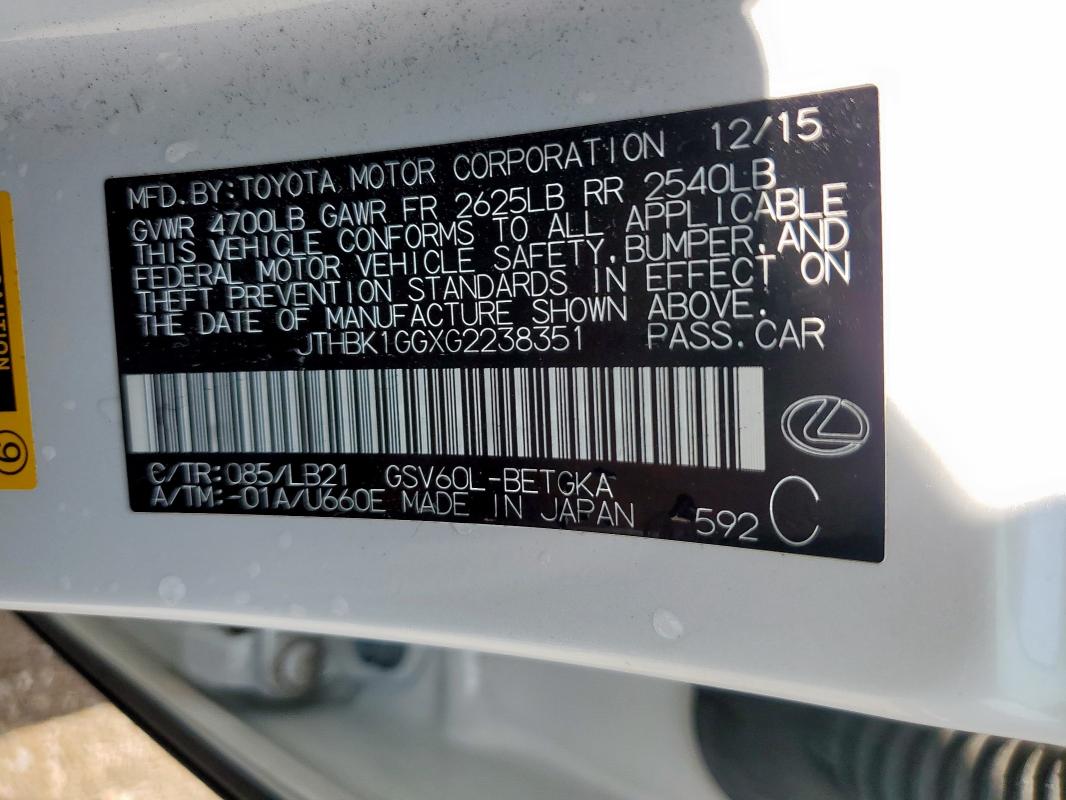 MFD. BY: TOYOTA MOTOR CORPORATION 12/15
GVWR 4700LB GAWR FR 2625LB RR 2540LB
THIS VEHICLE CONFORMS TO ALL APPLICABLE
FEDERAL MOTOR VEHICLE SAFETY, BUMPER, AND
THEFT PREVENTION STANDARDS IN EFFECT ON
THE DATE OF MANUFACTURE SHOWN ABOVE.
JTHBK1GGXG2238351 PASS. CAR
C/TR: 085/LB21 GSV60L-BETGKA
A/TM: -01A/U660E MADE IN JAPAN -592 C
CAUTION